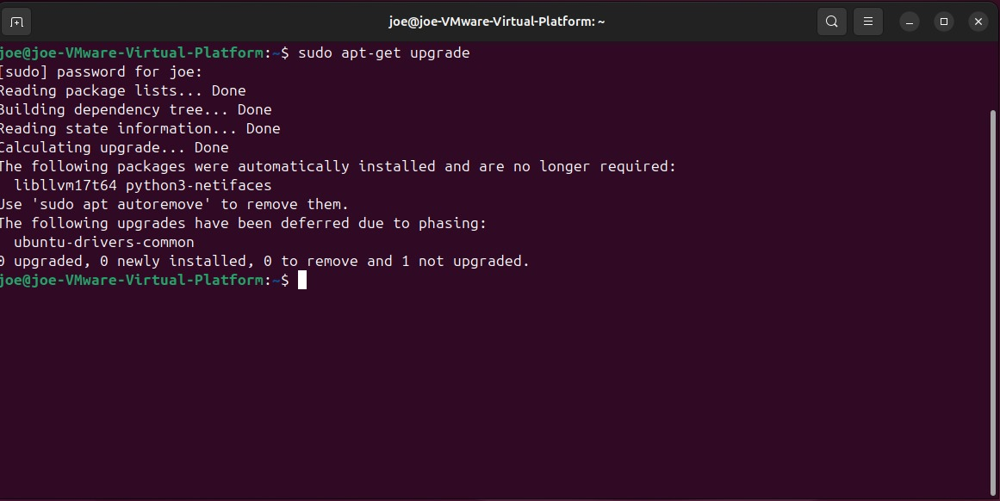 joe@joe-VMware-Virtual-Platform: ~
joe@joe-VMware-Virtual-Platform:~$ sudo apt-get upgrade
[sudo] password for joe:
Reading package lists... Done
Building dependency tree... Done
Reading state information... Done
Calculating upgrade... Done
The following packages were automatically installed and are no longer required:
  libllvm17t64 python3-netifaces
Use 'sudo apt autoremove' to remove them.
The following upgrades have been deferred due to phasing:
  ubuntu-drivers-common
0 upgraded, 0 newly installed, 0 to remove and 1 not upgraded.
joe@joe-VMware-Virtual-Platform:~$